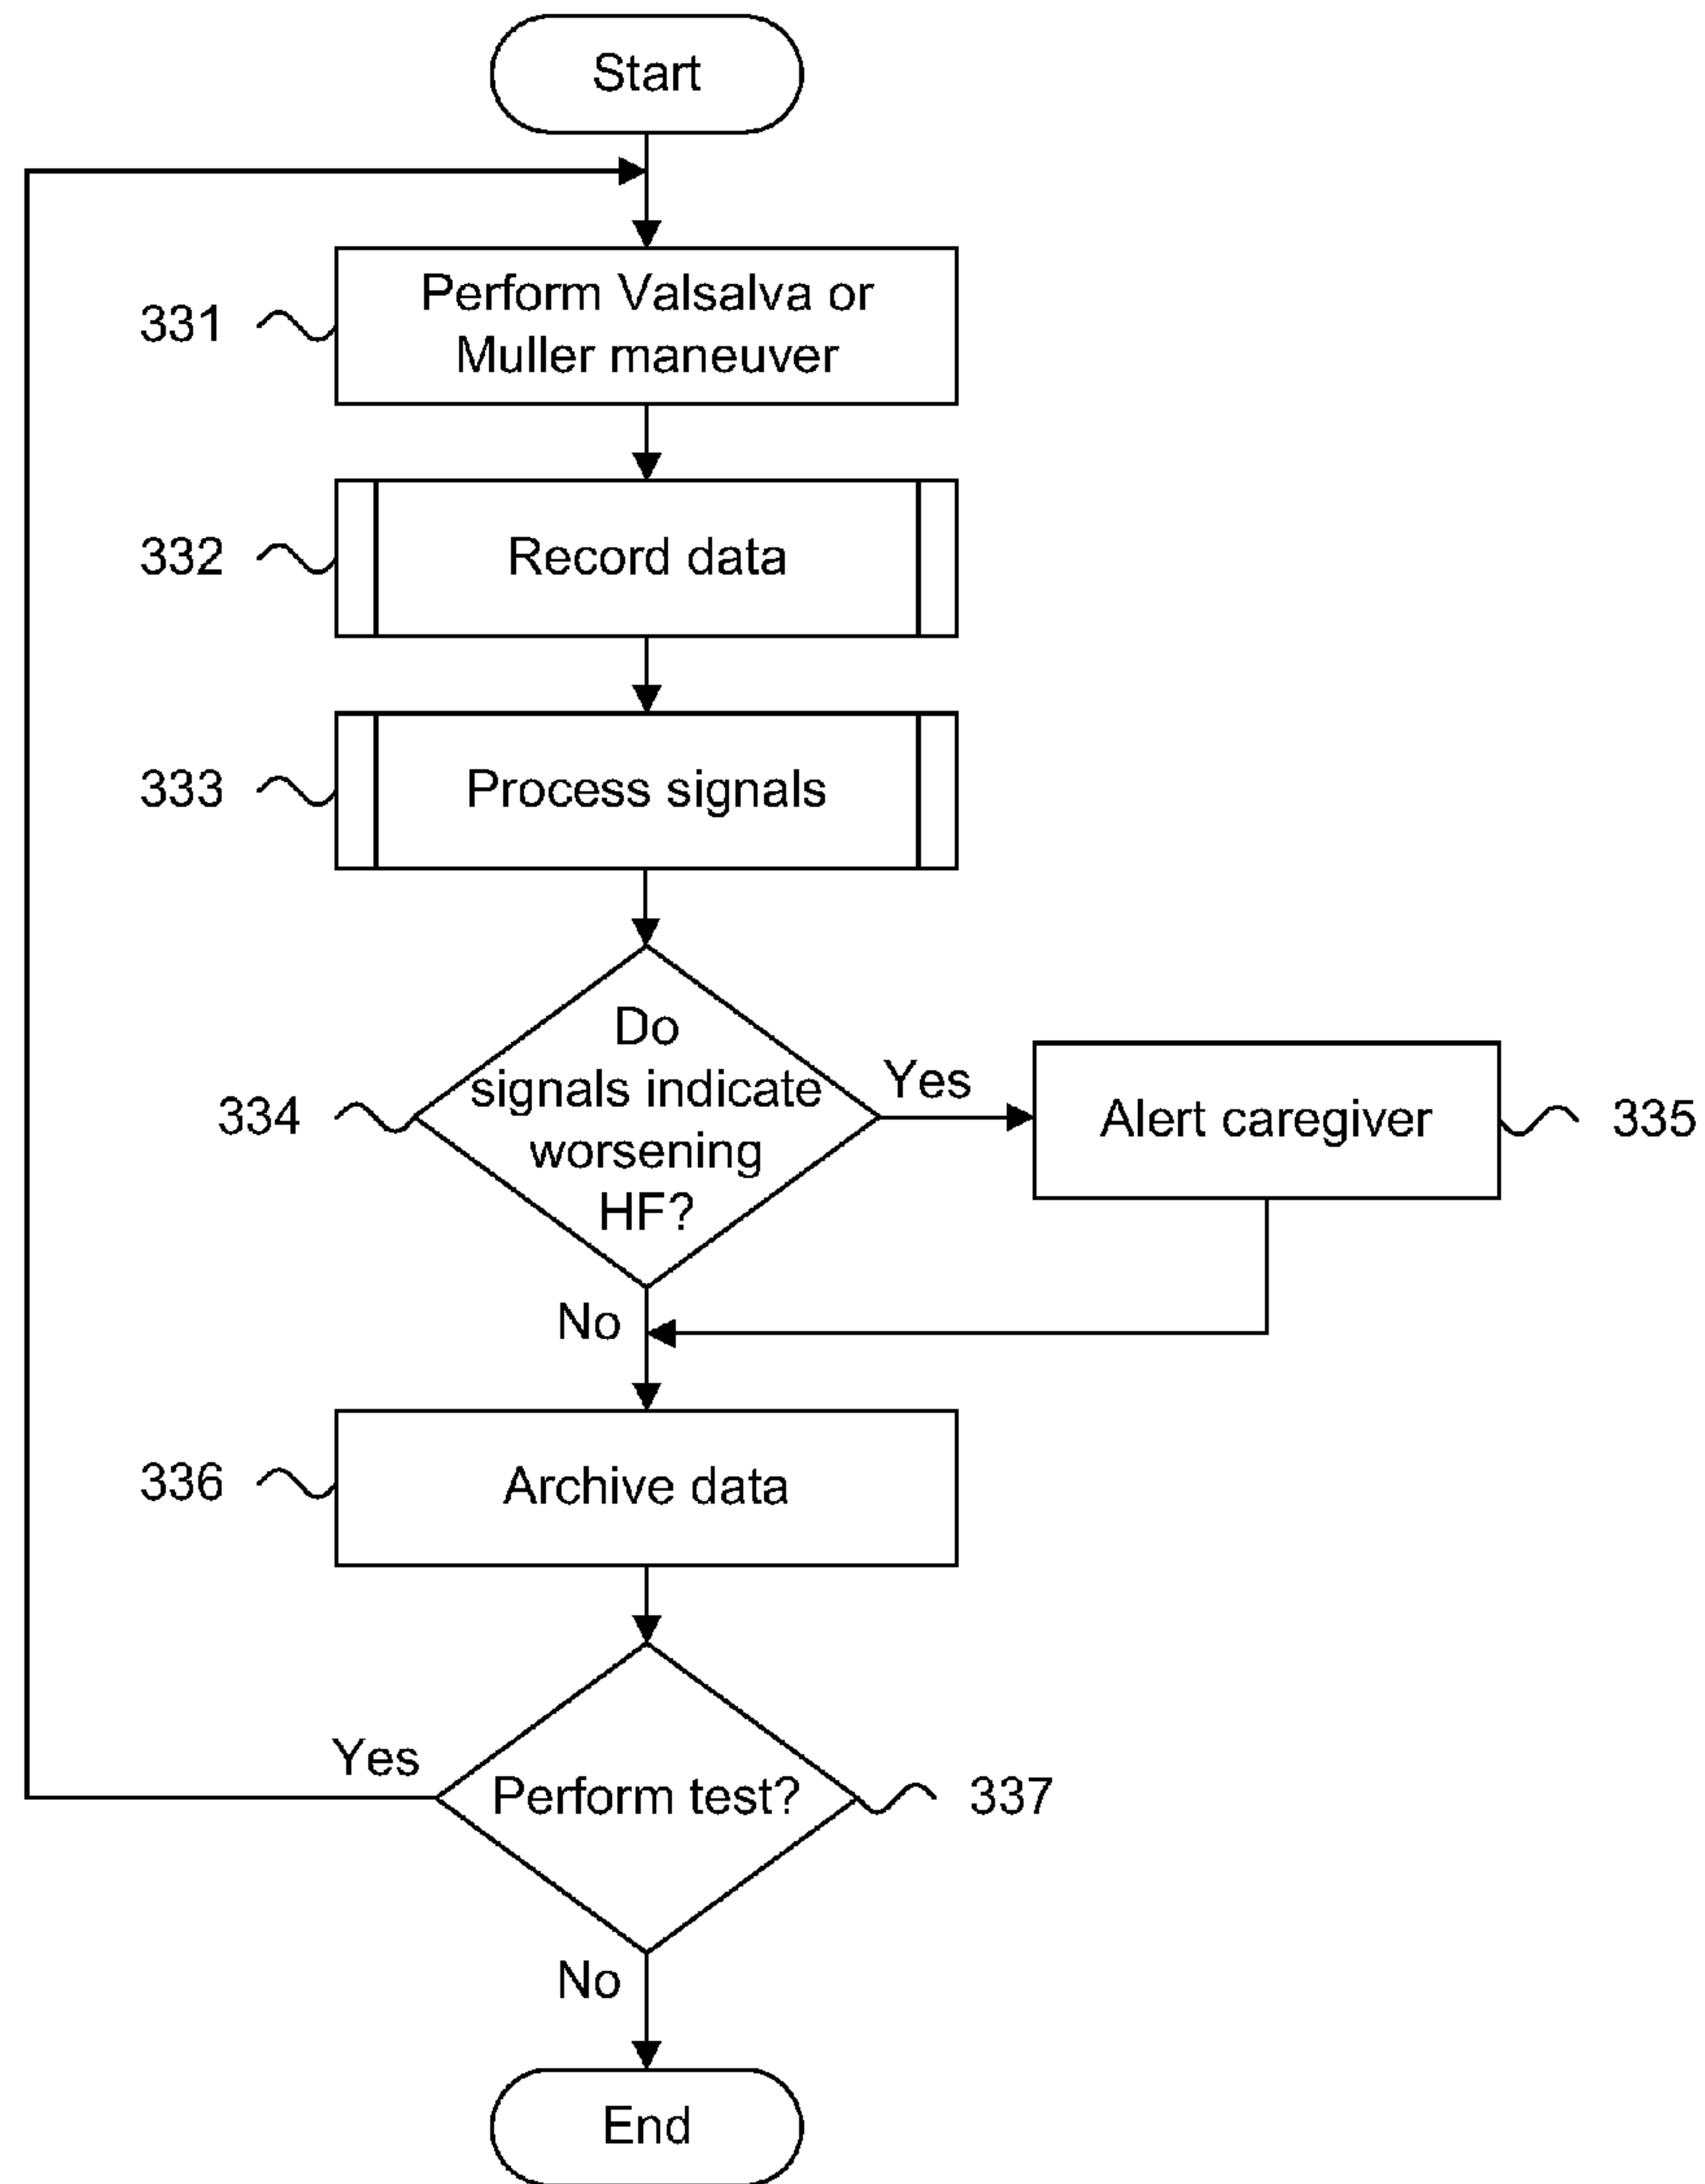 Start
331
Perform Valsalva or
Muller maneuver
332
Record data
333
Process signals
334
Do
signals indicate
worsening
HF?
Yes
Alert caregiver
335
No
336
Archive data
Yes
Perform test?
337
No
End